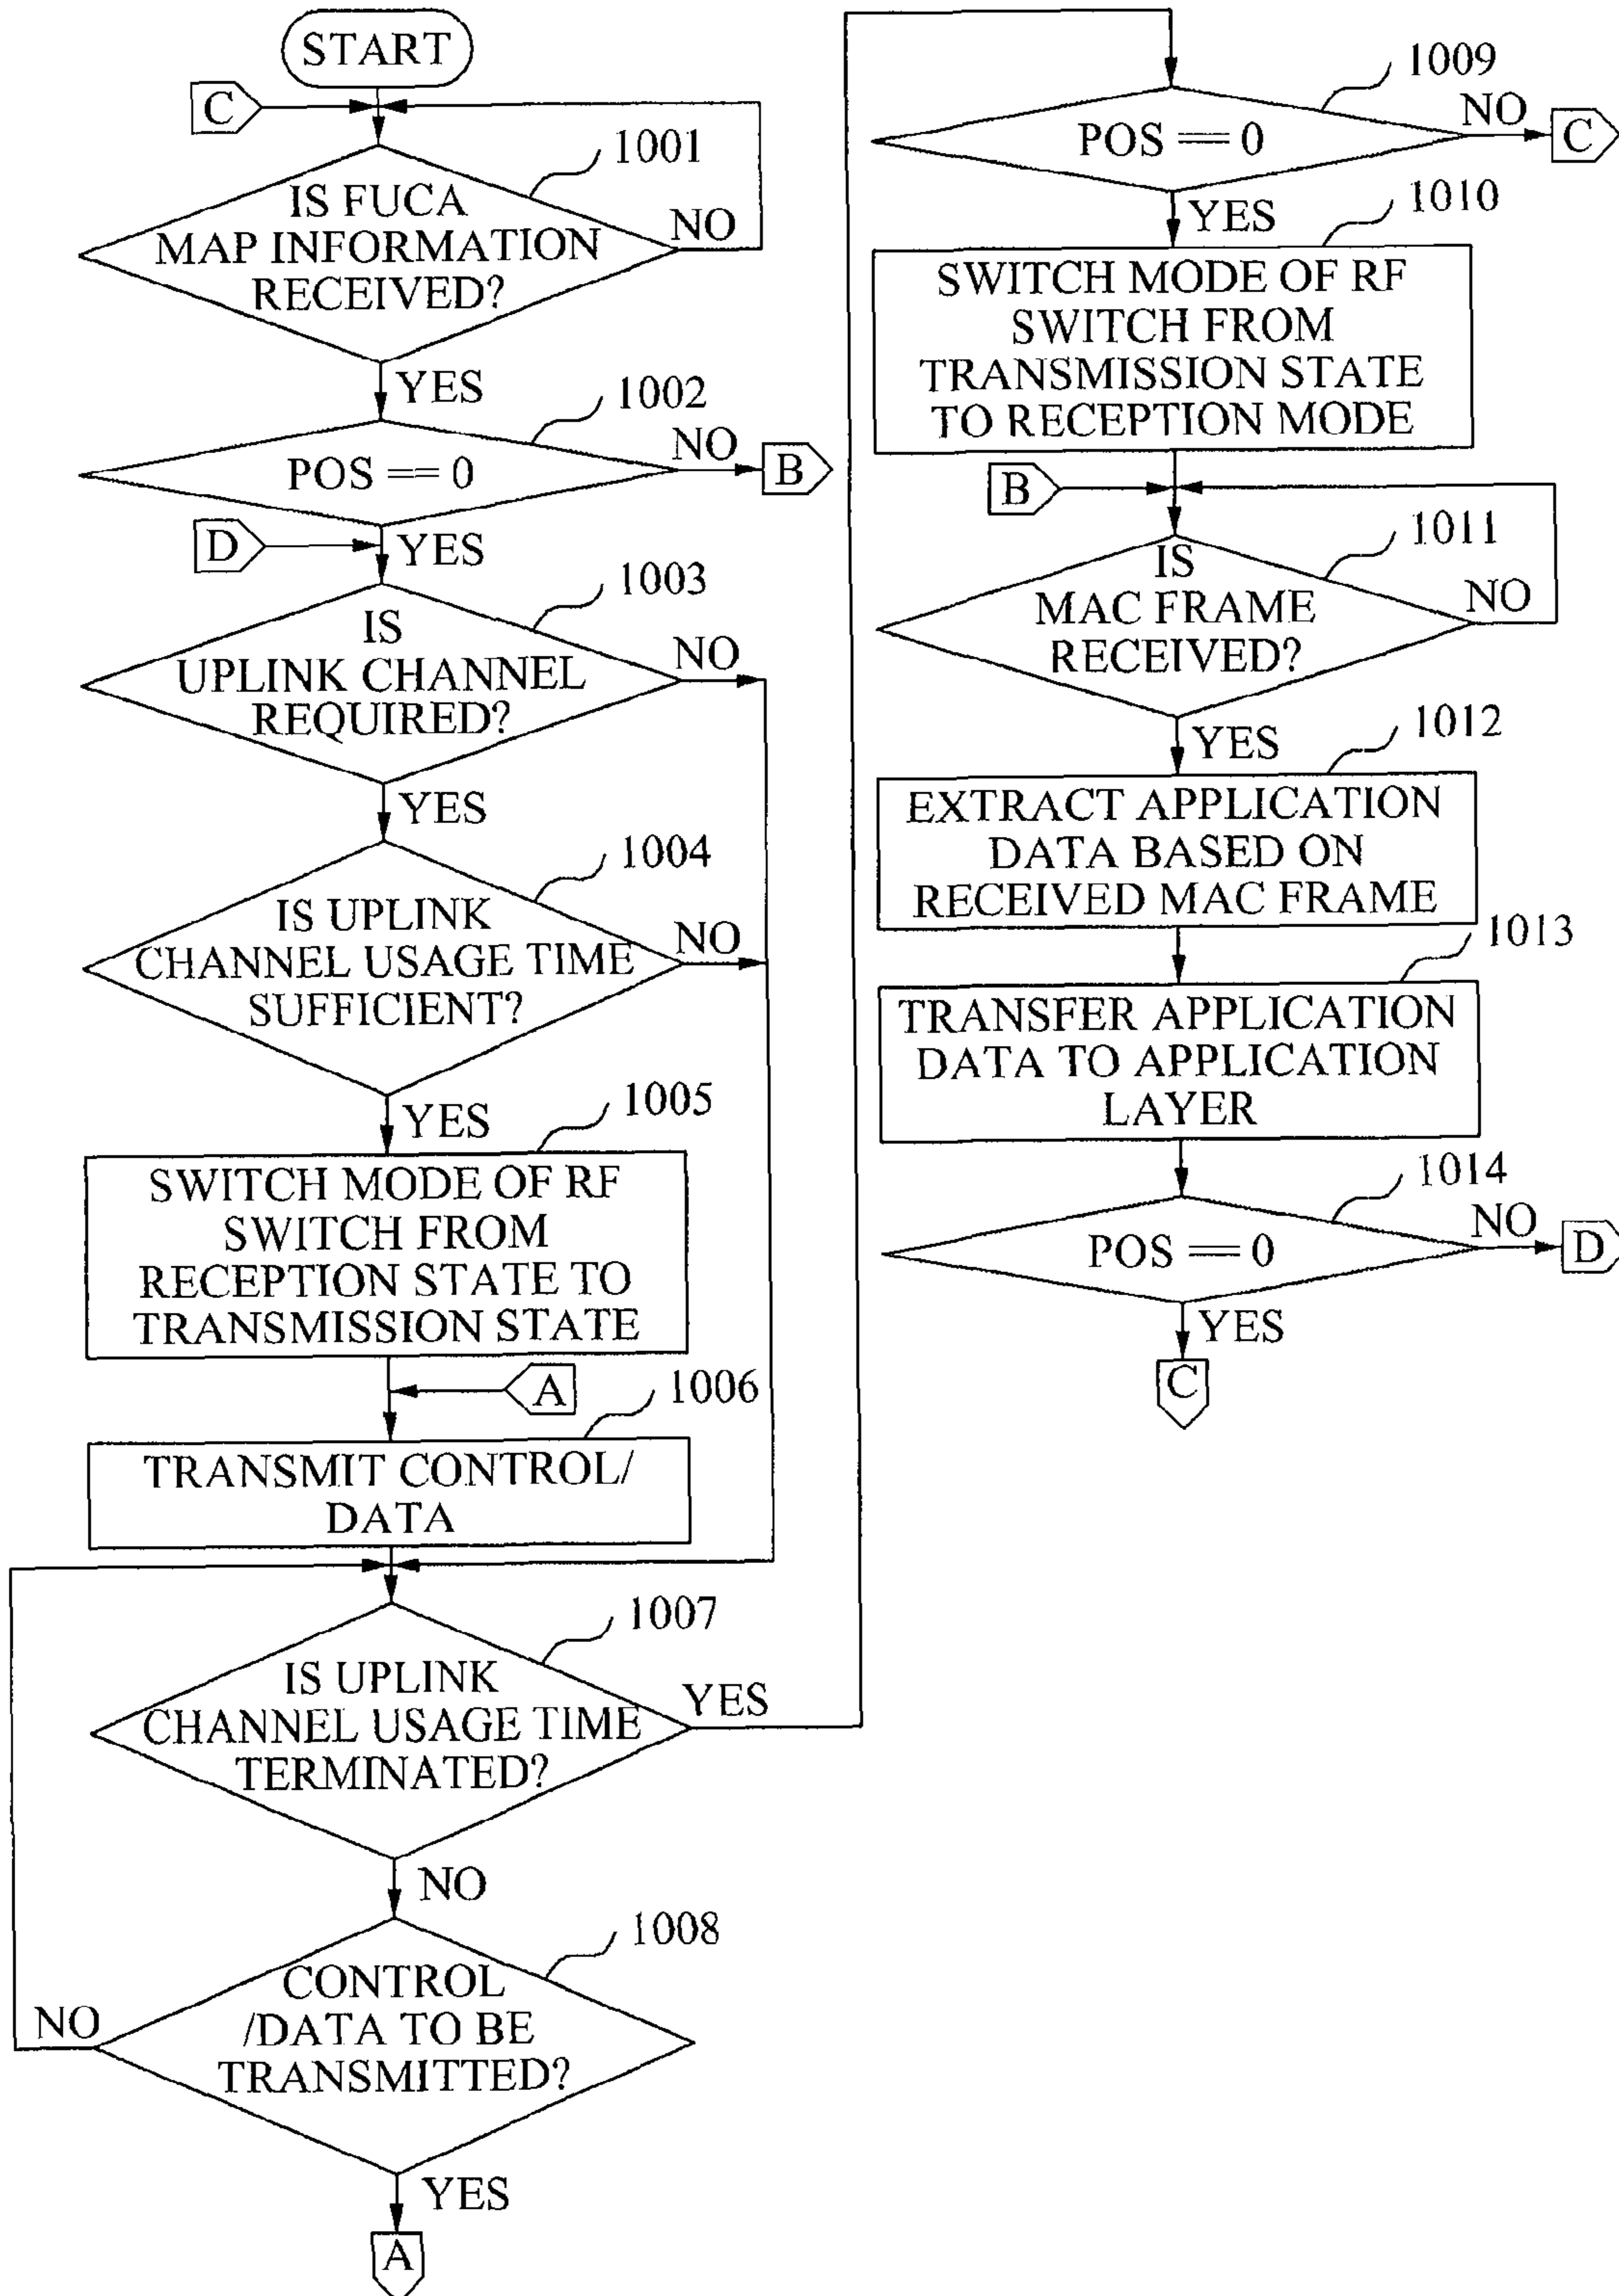 START
C
1001
IS FUCA
MAP INFORMATION
RECEIVED?
NO
YES
1002
POS == 0
NO
B
D
YES
1003
IS
UPLINK CHANNEL
REQUIRED?
NO
YES
1004
IS UPLINK
CHANNEL USAGE TIME
SUFFICIENT?
NO
YES
1005
SWITCH MODE OF RF
SWITCH FROM
RECEPTION STATE TO
TRANSMISSION STATE
A
1006
TRANSMIT CONTROL/
DATA
1007
IS UPLINK
CHANNEL USAGE TIME
TERMINATED?
YES
NO
1008
CONTROL
/DATA TO BE
TRANSMITTED?
NO
YES
A
1009
POS == 0
NO
C
YES
1010
SWITCH MODE OF RF
SWITCH FROM
TRANSMISSION STATE
TO RECEPTION MODE
B
1011
IS
MAC FRAME
RECEIVED?
NO
YES
1012
EXTRACT APPLICATION
DATA BASED ON
RECEIVED MAC FRAME
1013
TRANSFER APPLICATION
DATA TO APPLICATION
LAYER
1014
POS == 0
NO
D
YES
C